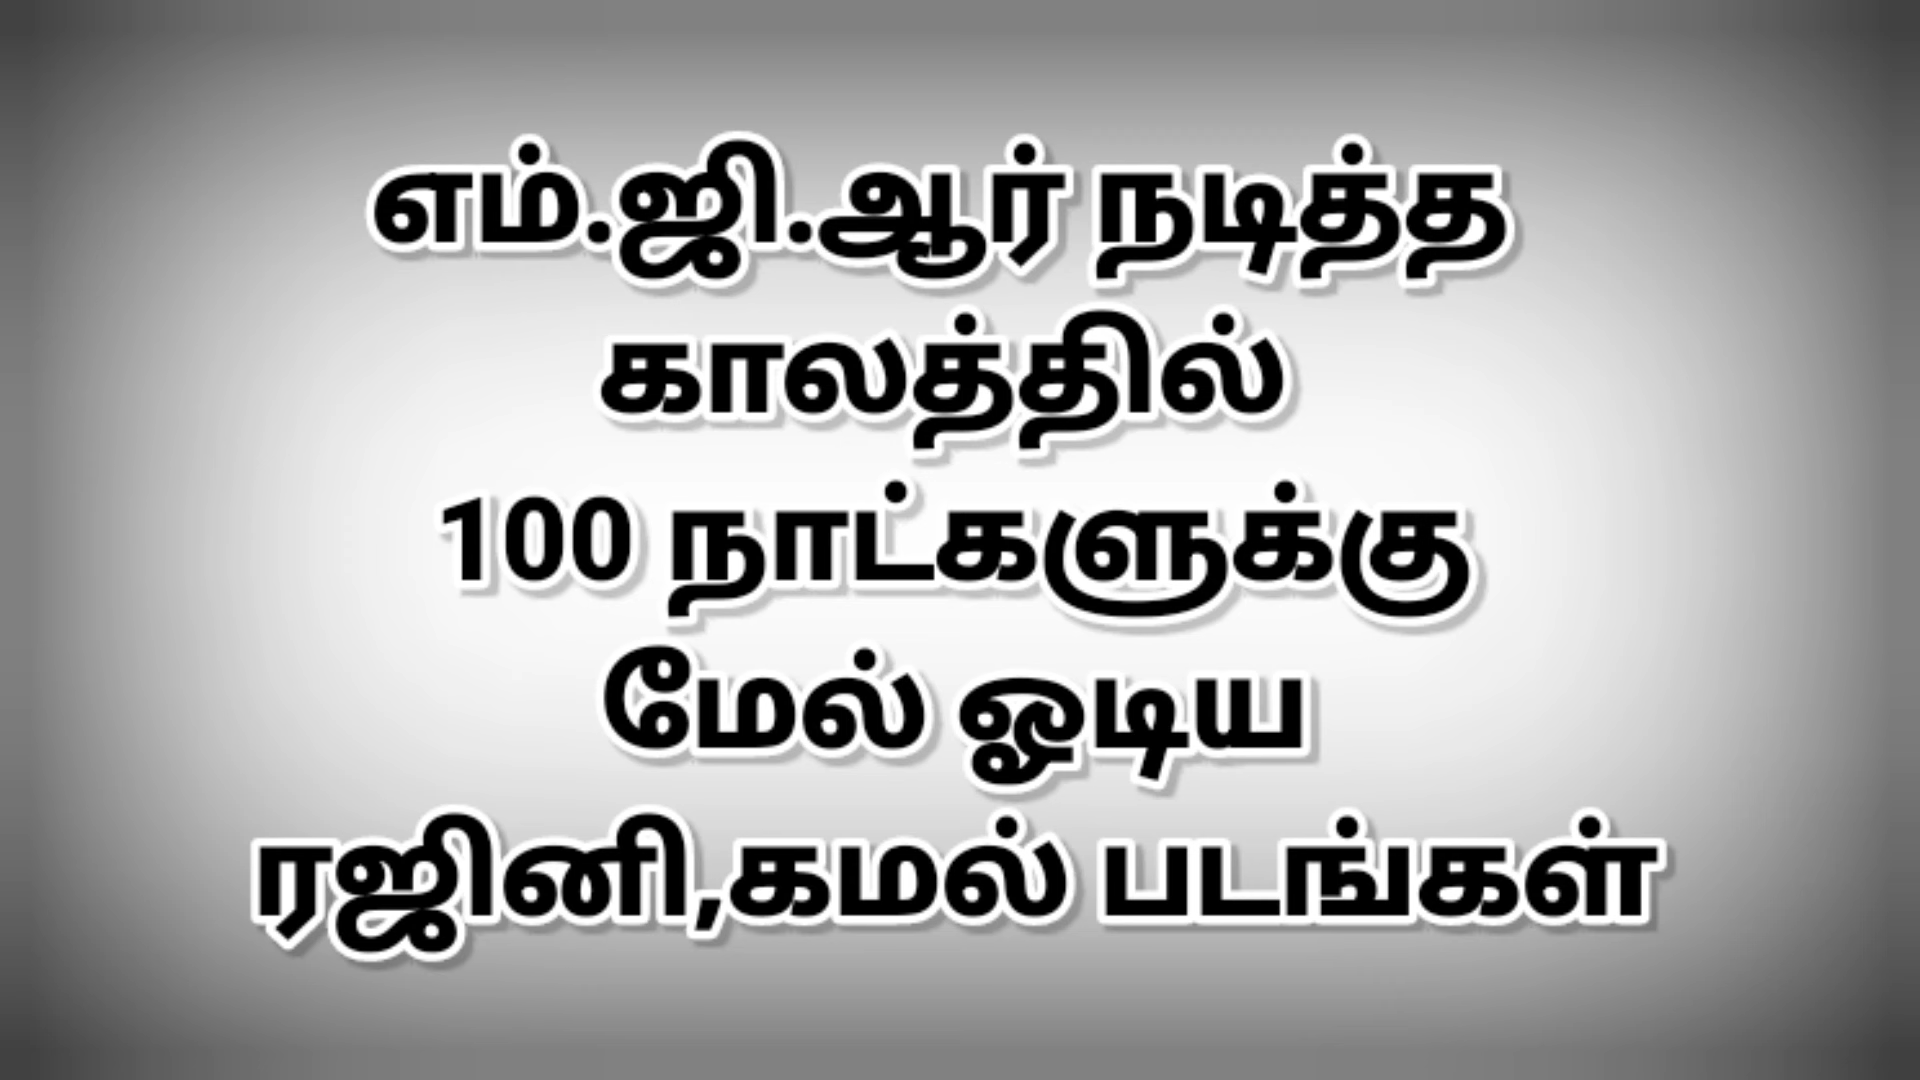 எம்.ஜி.ஆர் நடித்த
காலத்தில்
100 நாட்களுக்கு
மேல் ஓடிய
ரஜினி,கமல் படங்கள்